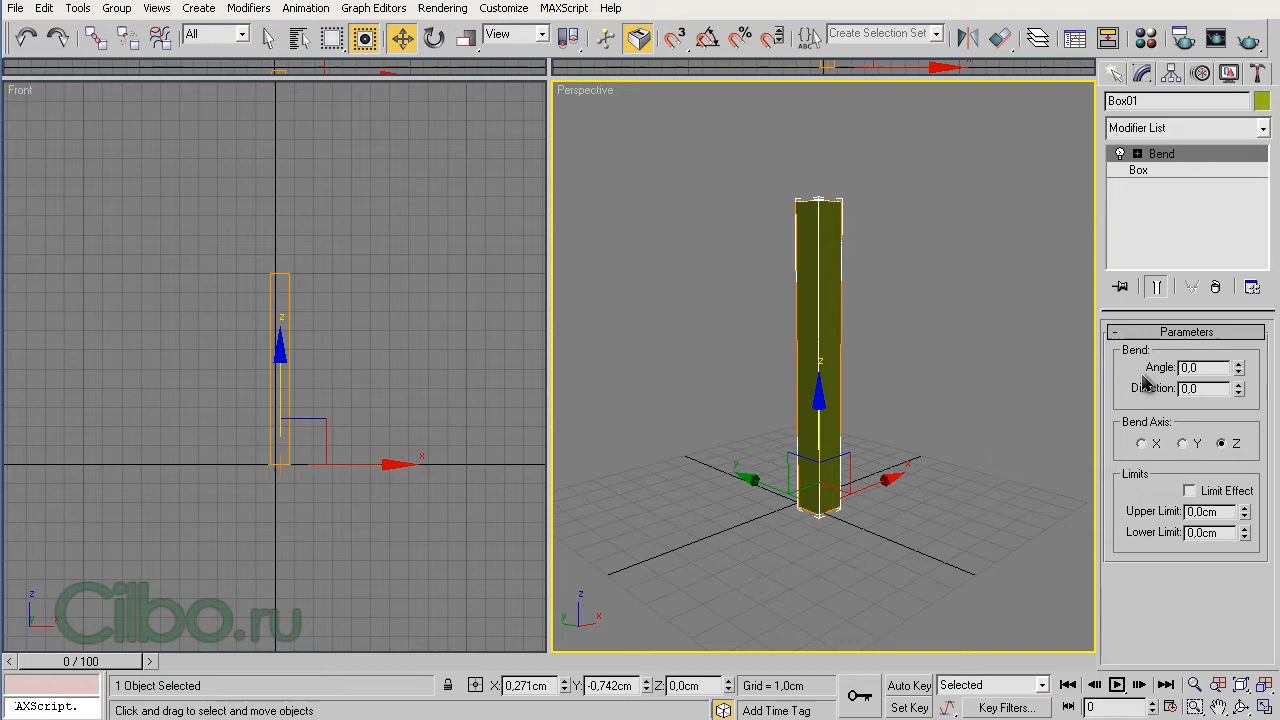 File Edit Tools Group Views Create Modifiers Animation Graph Editors Rendering Customize MAXScript Help
All View 3 % Create Selection Set
Front
Perspective
Box01
Modifier List
Bend
Box
Parameters
Bend:
Angle: 0,0
Direction: 0,0
Bend Axis:
X Y Z
Limits
Limit Effect
Upper Limit: 0,0cm
Lower Limit: 0,0cm
z
x
z
y
x
z
y
x
z
y
x
Cilbo.ru
0 / 100
1 Object Selected X: 0,271cm Y: -0,742cm Z: 0,0cm Grid = 1,0cm Auto Key Selected
AXScript. Click and drag to select and move objects Add Time Tag Set Key Key Filters... 0